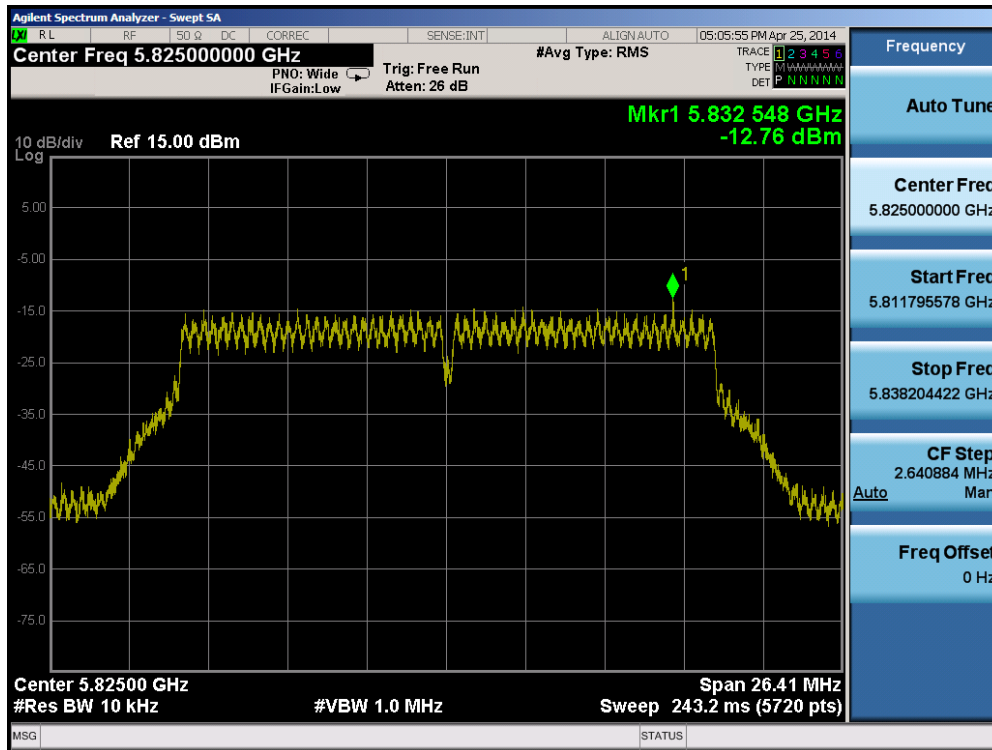 Agilent Spectrum Analyzer - Swept SA
LXI RL RF 50 Ω DC CORREC SENSE:INT ALIGN AUTO 05:05:55 PM Apr 25, 2014
Center Freq 5.825000000 GHz
PNO: Wide
IFGain:Low
Trig: Free Run
Atten: 26 dB
#Avg Type: RMS
TRACE 1 2 3 4 5 6
TYPE M
DET P N N N N N
Mkr1 5.832 548 GHz
-12.76 dBm
10 dB/div Ref 15.00 dBm
Log
5.00
-5.00
1
-15.0
-25.0
-35.0
-45.0
-55.0
-65.0
-75.0
Center 5.82500 GHz Span 26.41 MHz
#Res BW 10 kHz #VBW 1.0 MHz Sweep 243.2 ms (5720 pts)
MSG STATUS
Frequency
Auto Tune
Center Freq
5.825000000 GHz
Start Freq
5.811795578 GHz
Stop Freq
5.838204422 GHz
CF Step
2.640884 MHz
Auto Man
Freq Offset
0 Hz